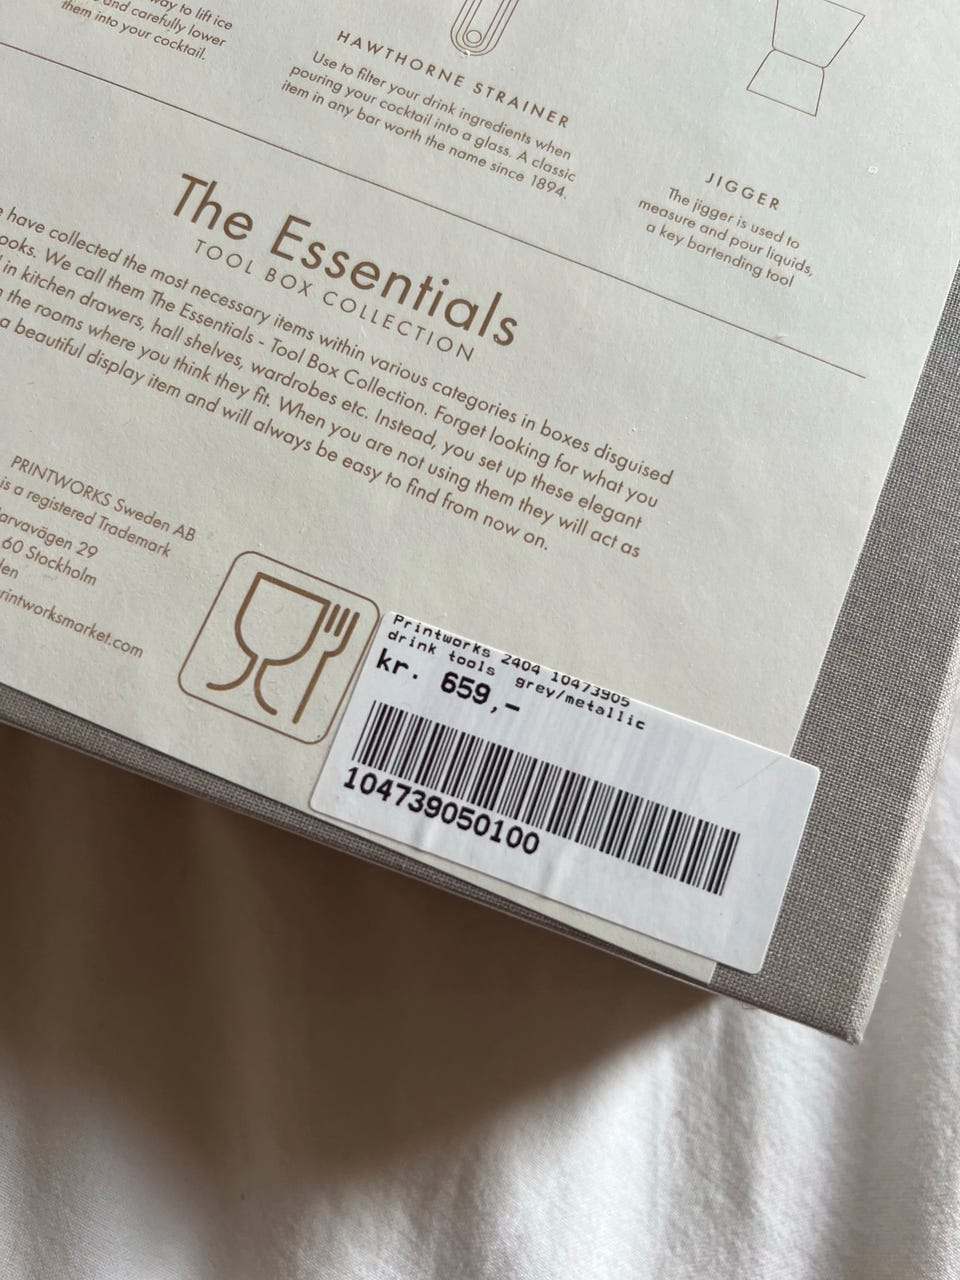 way to lift ice
and carefully lower
them into your cocktail.
HAWTHORNE STRAINER
Use to filter your drink ingredients when
pouring your cocktail into a glass. A classic
item in any bar worth the name since 1894.
JIGGER
The jigger is used to
measure and pour liquids,
a key bartending tool
The Essentials
TOOL BOX COLLECTION
have collected the most necessary items within various categories in boxes disguised
We call them The Essentials - Tool Box Collection. Forget looking for what you
in kitchen drawers, hall shelves, wardrobes etc. Instead, you set up these elegant
the rooms where you think they fit. When you are not using them they will act as
a beautiful display item and will always be easy to find from now on.
PRINTWORKS Sweden AB
is a registered Trademark
29
60 Stockholm
Printworks 2404 10473905
drink tools grey/metallic
kr. 659,-
104739050100